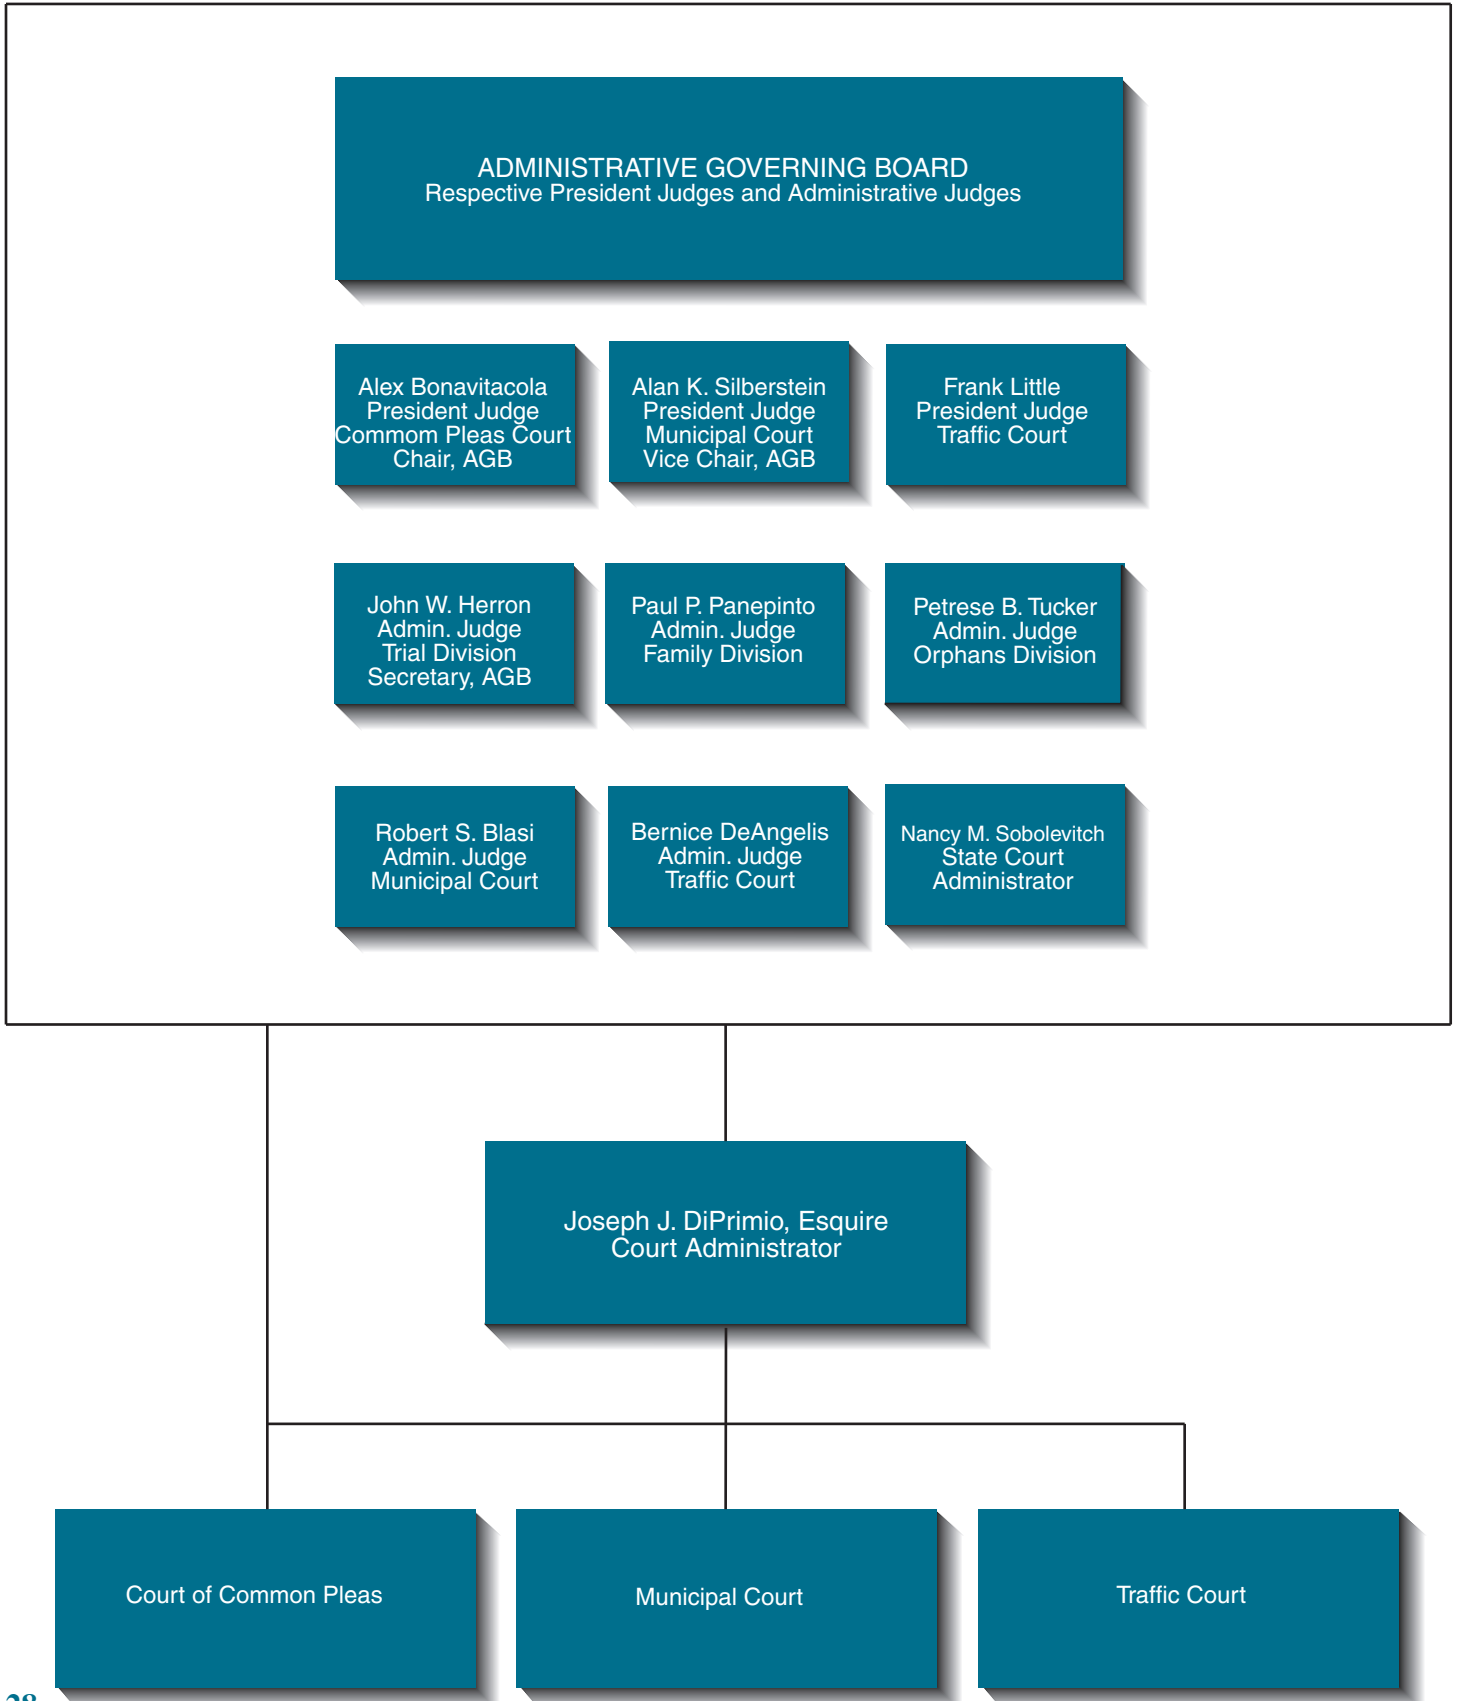 ADMINISTRATIVE GOVERNING BOARD
Respective President Judges and Administrative Judges
Alex Bonavitacola
President Judge
Commom Pleas Court
Chair, AGB
Alan K. Silberstein
President Judge
Municipal Court
Vice Chair, AGB
Frank Little
President Judge
Traffic Court
John W. Herron
Admin. Judge
Trial Division
Secretary, AGB
Paul P. Panepinto
Admin. Judge
Family Division
Petrese B. Tucker
Admin. Judge
Orphans Division
Robert S. Blasi
Admin. Judge
Municipal Court
Bernice DeAngelis
Admin. Judge
Traffic Court
Nancy M. Sobolevitch
State Court
Administrator
Joseph J. DiPrimio, Esquire
Court Administrator
Court of Common Pleas
Municipal Court
Traffic Court
28